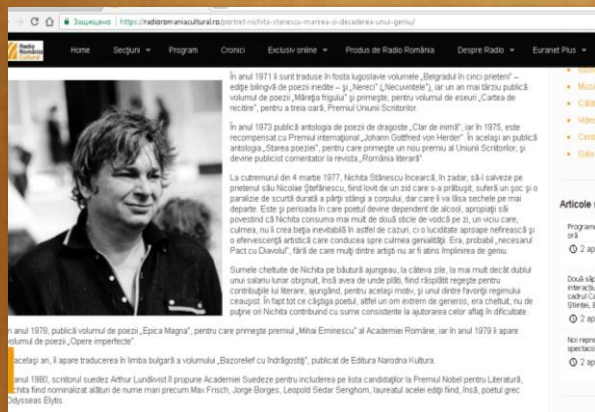 Защищено | https://radioromaniacultural.ro/portret-nichita-stanescu-marirea-si-decaderea-unui-geniu/
Radio
România
Cultural
Home Secțiuni Program Cronici Exclusiv online Produs de Radio România Despre Radio Euranet Plus
În anul 1971 îi sunt traduse în fosta Iugoslavie volumele „Belgradul în cinci prieteni” –
ediție bilingvă de poezii inedite – și „Nereci” („Necuvintele”), iar un an mai târziu publică
volumul de poezii „Măreția frigului” și primește, pentru volumul de eseuri „Cartea de
recitire”, pentru a treia oară, Premiul Uniunii Scriitorilor.
În anul 1973 publică antologia de poezii de dragoste „Clar de inimă”, iar în 1975, este
recompensat cu Premiul internațional „Johann Gottfried von Herder”. În același an publică
antologia „Starea poeziei”, pentru care primește un nou premiu al Uniunii Scriitorilor, și
devine publicist comentator la revista „România literară”.
La cutremurul din 4 martie 1977, Nichita Stănescu încearcă, în zadar, să-l salveze pe
prietenul său Nicolae Ștefănescu, fiind lovit de un zid care s-a prăbușit, suferă un șoc și o
paralizie de scurtă durată a părții stângi a corpului, dar care îi va lăsa sechele pe mai
departe. Este și perioada în care poetul devine dependent de alcool, apropiații săi
povestind că Nichita consuma mai mult de două sticle de vodcă pe zi, un viciu care,
culmea, nu îi crea beția inevitabilă în astfel de cazuri, ci o luciditate aproape nefirească și
o efervescență artistică care conducea spre culmea genialității. Era, probabil „necesarul
Pact cu Diavolul”, fără de care mulți dintre artiști nu ar fi atins împlinirea de geniu.
Sumele cheltuite de Nichita pe băutură ajungeau, la câteva zile, la mai mult decât dublul
unui salariu lunar obișnuit, însă avea de unde plăti, fiind răsplătit regește pentru
contribuțiile lui literare, ajungând, pentru același motiv, și unul dintre favoriții regimului
ceaușist. În fapt tot ce câștiga poetul, altfel un om extrem de generos, era cheltuit, nu de
puține ori Nichita contribuind cu sume consistente la ajutorarea celor aflați în dificultate.
n anul 1978, publică volumul de poezii „Epica Magna”, pentru care primește premiul „Mihai Eminescu” al Academiei Române, iar în anul 1979 îi apare
volumul de poezii „Opere imperfecte”.
același an, îi apare traducerea în limba bulgară a volumului „Bazorelief cu îndrăgostiți”, publicat de Editura Narodna Kultura.
anul 1980, scriitorul suedez Arthur Lundkvist îl propune Academiei Suedeze pentru includerea pe lista candidaților la Premiul Nobel pentru Literatură,
chita fiind nominalizat alături de nume mari precum Max Frisch, Jorge Borges, Leopold Sedar Senghorn, laureatul acelei ediții fiind, însă, poetul grec
Odysseas Elytis.
Muze
Vide
Cent
Gala
Articole
Program
oră
2 ap
Două săp
interacțiu
cadrul Ca
Științei, E
2 ap
Noi repre
spectaco
2 ap